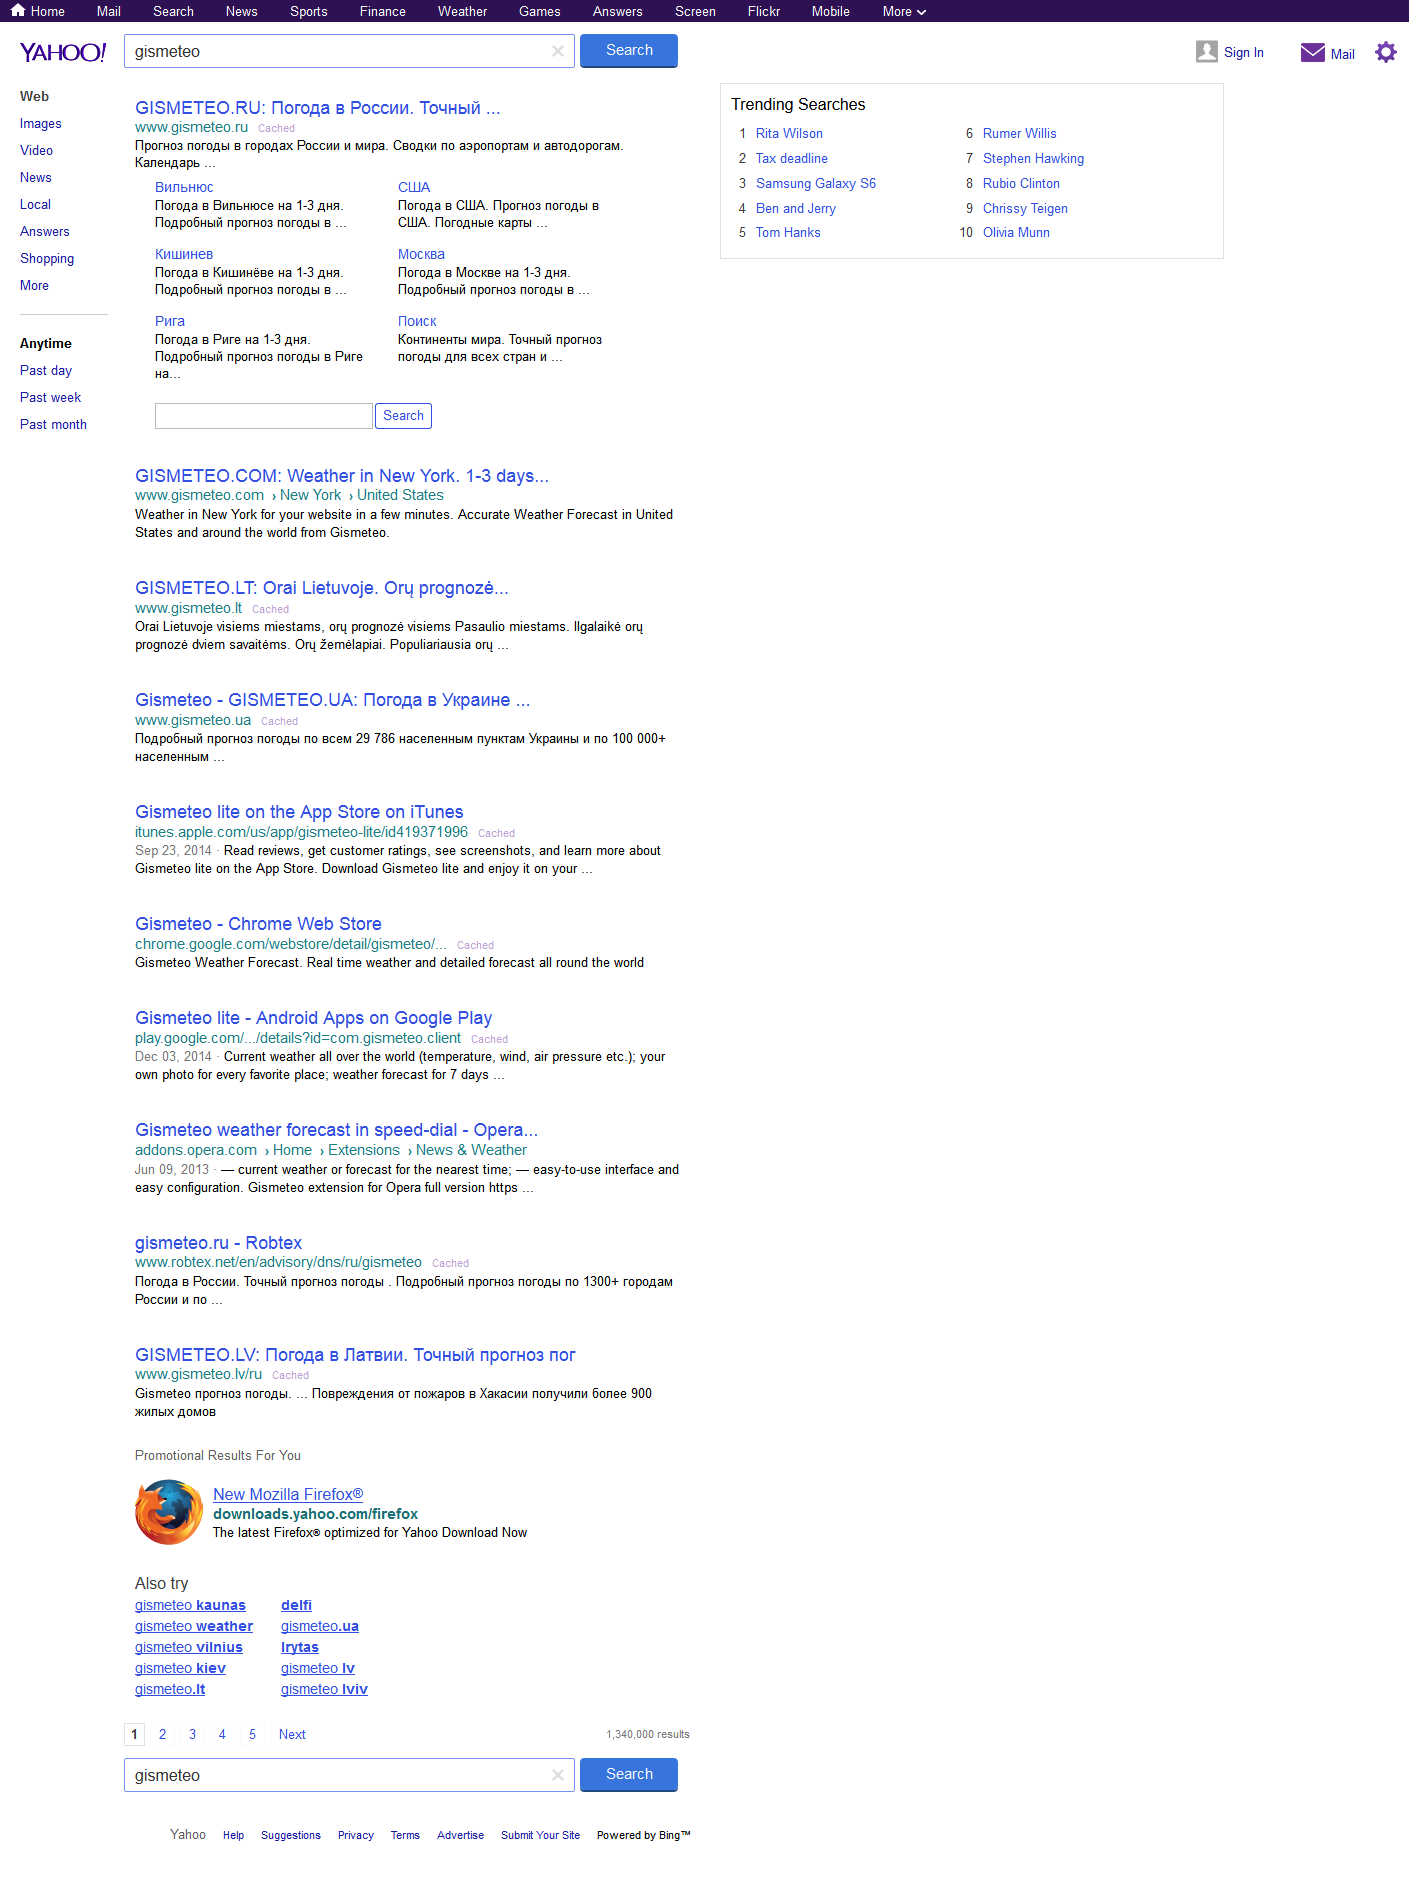 Home Mail Search News Sports Finance Weather Games Answers Screen Flickr Mobile More
YAHOO! gismeteo Search Sign In Mail
Web
Images
Video
News
Local
Answers
Shopping
More
Anytime
Past day
Past week
Past month
GISMETEO.RU: Погода в России. Точный ...
www.gismeteo.ru Cached
Прогноз погоды в городах России и мира. Сводки по аэропортам и автодорогам.
Календарь ...
Вильнюс
Погода в Вильнюсе на 1-3 дня.
Подробный прогноз погоды в ...
США
Погода в США. Прогноз погоды в
США. Погодные карты ...
Кишинев
Погода в Кишинёве на 1-3 дня.
Подробный прогноз погоды в ...
Москва
Погода в Москве на 1-3 дня.
Подробный прогноз погоды в ...
Рига
Погода в Риге на 1-3 дня.
Подробный прогноз погоды в Риге
на...
Поиск
Континенты мира. Точный прогноз
погоды для всех стран и ...
Search
GISMETEO.COM: Weather in New York. 1-3 days...
www.gismeteo.com › New York › United States
Weather in New York for your website in a few minutes. Accurate Weather Forecast in United
States and around the world from Gismeteo.
GISMETEO.LT: Orai Lietuvoje. Orų prognozė...
www.gismeteo.lt Cached
Orai Lietuvoje visiems miestams, orų prognozė visiems Pasaulio miestams. Ilgalaikė orų
prognozė dviem savaitėms. Orų žemėlapiai. Populiariausia orų ...
Gismeteo - GISMETEO.UA: Погода в Украине ...
www.gismeteo.ua Cached
Подробный прогноз погоды по всем 29 786 населенным пунктам Украины и по 100 000+
населенным ...
Gismeteo lite on the App Store on iTunes
itunes.apple.com/us/app/gismeteo-lite/id419371996 Cached
Sep 23, 2014 · Read reviews, get customer ratings, see screenshots, and learn more about
Gismeteo lite on the App Store. Download Gismeteo lite and enjoy it on your ...
Gismeteo - Chrome Web Store
chrome.google.com/webstore/detail/gismeteo/... Cached
Gismeteo Weather Forecast. Real time weather and detailed forecast all round the world
Gismeteo lite - Android Apps on Google Play
play.google.com/.../details?id=com.gismeteo.client Cached
Dec 03, 2014 · Current weather all over the world (temperature, wind, air pressure etc.); your
own photo for every favorite place; weather forecast for 7 days ...
Gismeteo weather forecast in speed-dial - Opera...
addons.opera.com › Home › Extensions › News & Weather
Jun 09, 2013 · — current weather or forecast for the nearest time; — easy-to-use interface and
easy configuration. Gismeteo extension for Opera full version https ...
gismeteo.ru - Robtex
www.robtex.net/en/advisory/dns/ru/gismeteo Cached
Погода в России. Точный прогноз погоды . Подробный прогноз погоды по 1300+ городам
России и по ...
GISMETEO.LV: Погода в Латвии. Точный прогноз пог
www.gismeteo.lv/ru Cached
Gismeteo прогноз погоды. ... Повреждения от пожаров в Хакасии получили более 900
жилых домов
Promotional Results For You
New Mozilla Firefox®
downloads.yahoo.com/firefox
The latest Firefox® optimized for Yahoo Download Now
Also try
gismeteo kaunas delfi
gismeteo weather gismeteo.ua
gismeteo vilnius lrytas
gismeteo kiev gismeteo lv
gismeteo.lt gismeteo lviv
1 2 3 4 5 Next 1,340,000 results
gismeteo Search
Yahoo Help Suggestions Privacy Terms Advertise Submit Your Site Powered by Bing™
Trending Searches
1 Rita Wilson
2 Tax deadline
3 Samsung Galaxy S6
4 Ben and Jerry
5 Tom Hanks
6 Rumer Willis
7 Stephen Hawking
8 Rubio Clinton
9 Chrissy Teigen
10 Olivia Munn